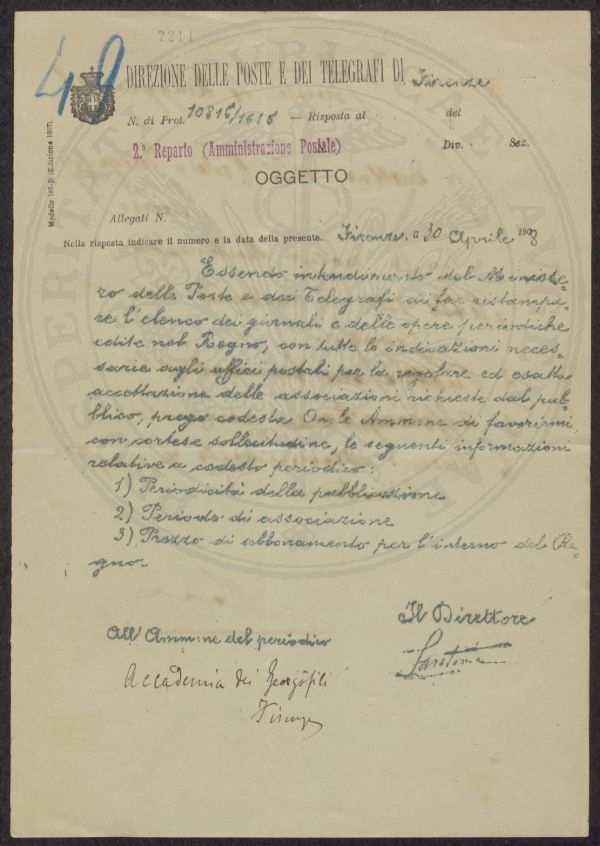 7211
49
DIREZIONE DELLE POSTE E DEI TELEGRAFI DI Firenze
N. di Prot. 10816/1616 — Risposta al del
2.º Reparto (Amministrazione Postale) Div. Sez.
OGGETTO
Modello 167-D (Edizione 1907).
Allegati N.
Nella risposta indicare il numero e la data della presente. Firenze, a 30 Aprile 1908
Essendo intendimento del Ministe-
ro delle Poste e dei Telegrafi di far ristampa-
re l'elenco dei giornali e delle opere periodiche
edite nel Regno, con tutte le indicazioni neces-
sarie agli uffici postali per la regolare ed esatta
accettazione delle associazioni richieste dal pub-
blico, prego codesta On.le Amm.ne di favorirmi,
con cortese sollecitudine, le seguenti informazioni
relative a codesto periodico:
1) Periodicità della pubblicazione
2) Periodo di associazione
3) Prezzo di abbonamento per l'interno del Re-
gno.
Il Direttore
All'Amm.ne del periodico
Accademia dei Georgofili
Firenze